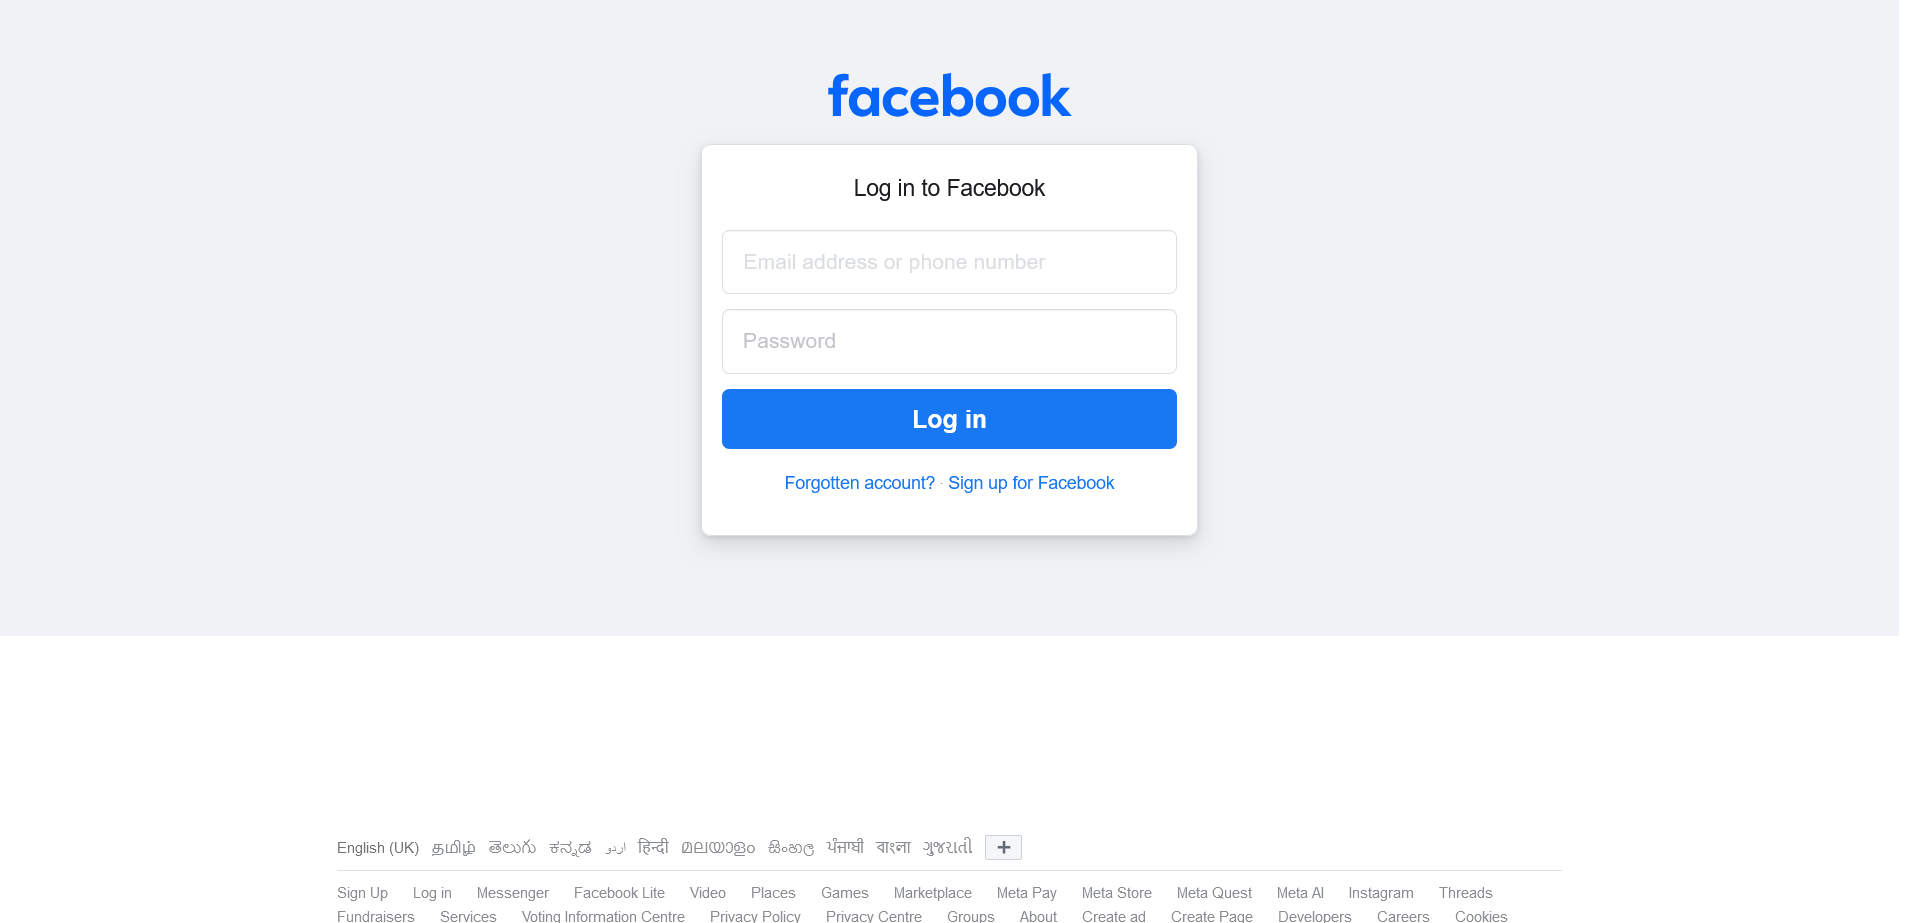 facebook
Log in to Facebook
Email address or phone number
Password
Log in
Forgotten account? · Sign up for Facebook
English (UK) தமிழ் తెలుగు ಕನ್ನಡ اردو हिन्दी മലയാളം සිංහල ਪੰਜਾਬੀ বাংলা ગુજરાતી +
Sign Up Log in Messenger Facebook Lite Video Places Games Marketplace Meta Pay Meta Store Meta Quest Meta AI Instagram Threads
Fundraisers Services Voting Information Centre Privacy Policy Privacy Centre Groups About Create ad Create Page Developers Careers Cookies